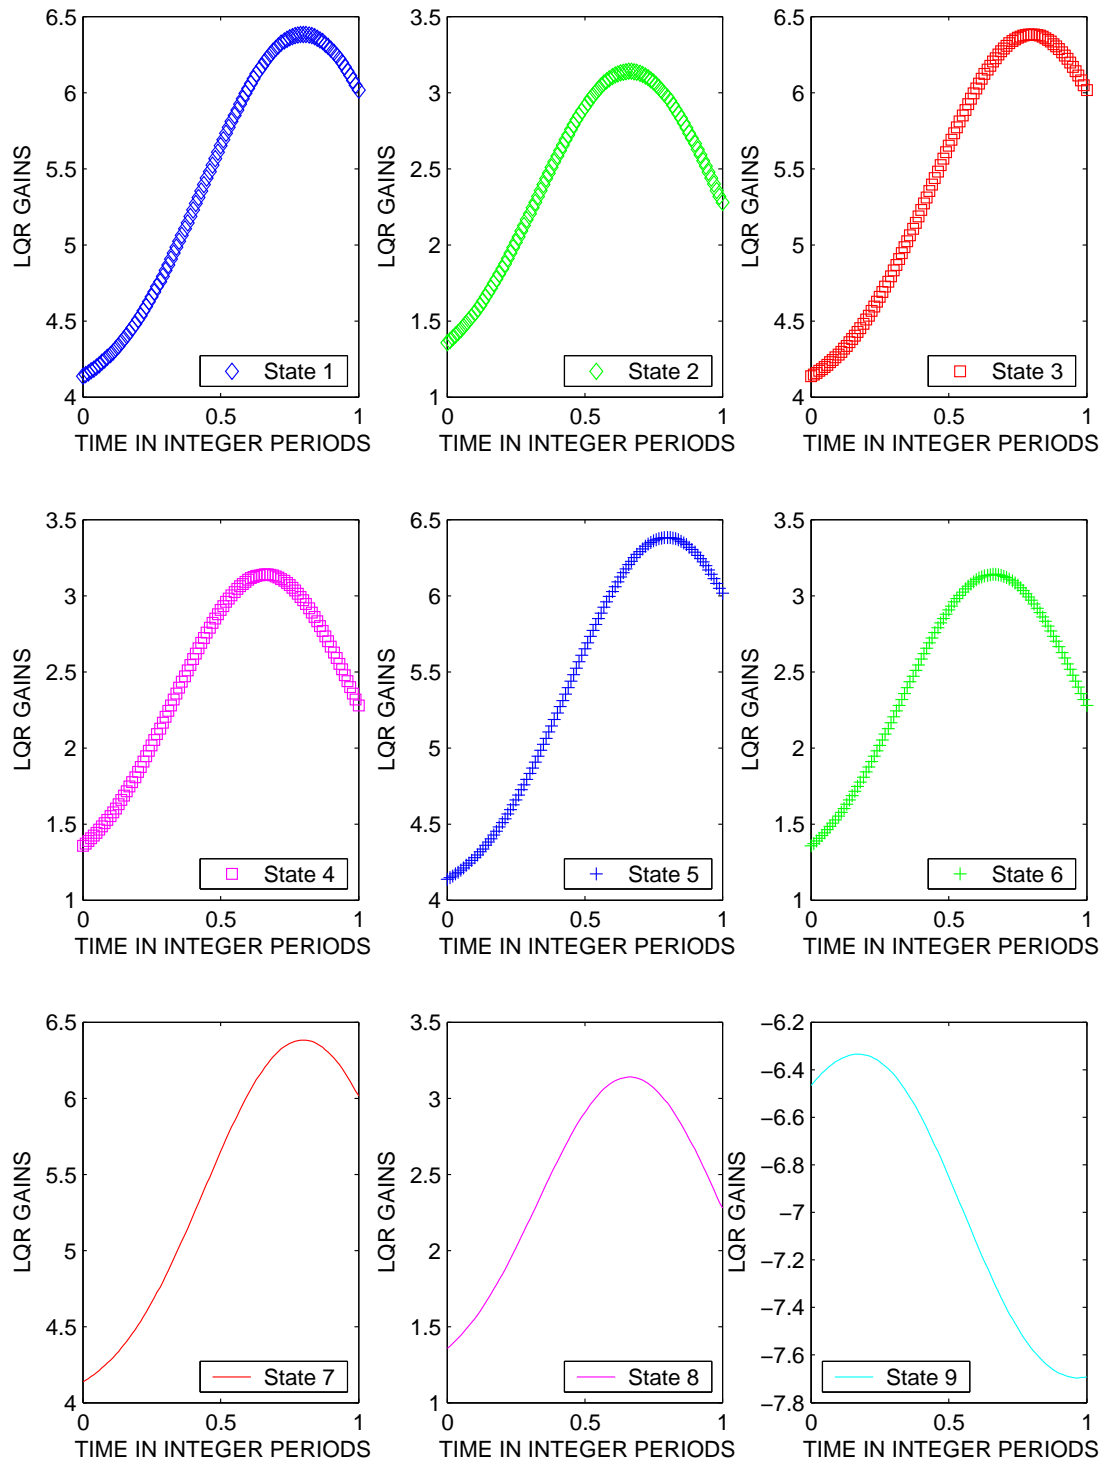 6.5
6
5.5
5
4.5
4
LQR GAINS
0 0.5 1
TIME IN INTEGER PERIODS
State 1
3.5
3
2.5
2
1.5
1
LQR GAINS
0 0.5 1
TIME IN INTEGER PERIODS
State 2
6.5
6
5.5
5
4.5
4
LQR GAINS
0 0.5 1
TIME IN INTEGER PERIODS
State 3
3.5
3
2.5
2
1.5
1
LQR GAINS
0 0.5 1
TIME IN INTEGER PERIODS
State 4
6.5
6
5.5
5
4.5
4
LQR GAINS
0 0.5 1
TIME IN INTEGER PERIODS
State 5
3.5
3
2.5
2
1.5
1
LQR GAINS
0 0.5 1
TIME IN INTEGER PERIODS
State 6
6.5
6
5.5
5
4.5
4
LQR GAINS
0 0.5 1
TIME IN INTEGER PERIODS
State 7
3.5
3
2.5
2
1.5
1
LQR GAINS
0 0.5 1
TIME IN INTEGER PERIODS
State 8
−6.2
−6.4
−6.6
−6.8
−7
−7.2
−7.4
−7.6
−7.8
LQR GAINS
0 0.5 1
TIME IN INTEGER PERIODS
State 9